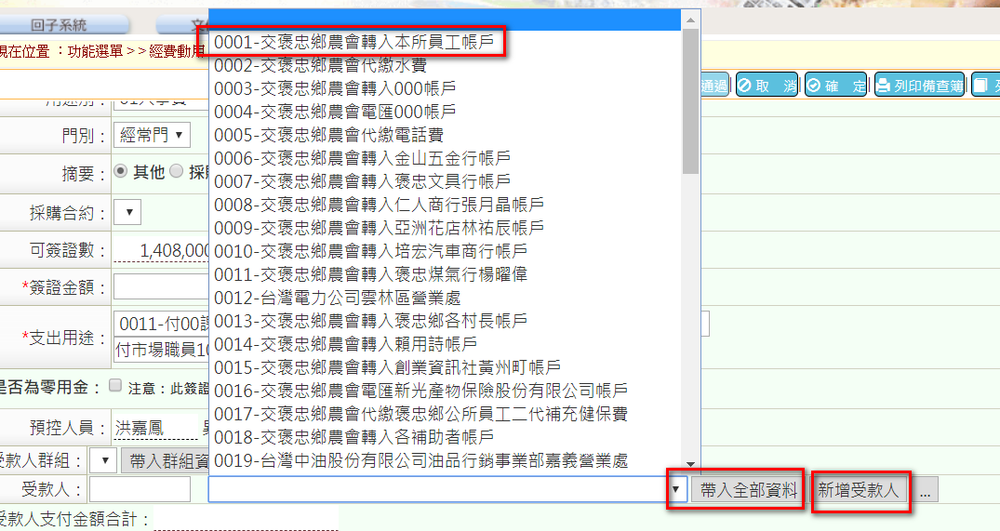 回子系統
現在位置 ：功能選單 >> 經費動用
通過 取 消 確 定 列印備查簿
門別： 經常門
摘要： 其他 採
採購合約：
可簽證數： 1,408,000
*簽證金額：
*支出用途： 0011-付00
付市場職員10
是否為零用金： 注意：此簽證
預控人員： 洪嘉鳳
受款人群組： 帶入群組資
受款人： 帶入全部資料 新增受款人 ...
受款人支付金額合計：
0001-交褒忠鄉農會轉入本所員工帳戶
0002-交褒忠鄉農會代繳水費
0003-交褒忠鄉農會轉入000帳戶
0004-交褒忠鄉農會電匯000帳戶
0005-交褒忠鄉農會代繳電話費
0006-交褒忠鄉農會轉入金山五金行帳戶
0007-交褒忠鄉農會轉入褒忠文具行帳戶
0008-交褒忠鄉農會轉入仁人商行張月晶帳戶
0009-交褒忠鄉農會轉入亞洲花店林祐辰帳戶
0010-交褒忠鄉農會轉入培宏汽車商行帳戶
0011-交褒忠鄉農會轉入褒忠煤氣行楊曜偉
0012-台灣電力公司雲林區營業處
0013-交褒忠鄉農會轉入褒忠鄉各村長帳戶
0014-交褒忠鄉農會轉入賴用詩帳戶
0015-交褒忠鄉農會轉入創業資訊社黃州町帳戶
0016-交褒忠鄉農會電匯新光產物保險股份有限公司帳戶
0017-交褒忠鄉農會代繳褒忠鄉公所員工二代補充健保費
0018-交褒忠鄉農會轉入各補助者帳戶
0019-台灣中油股份有限公司油品行銷事業部嘉義營業處